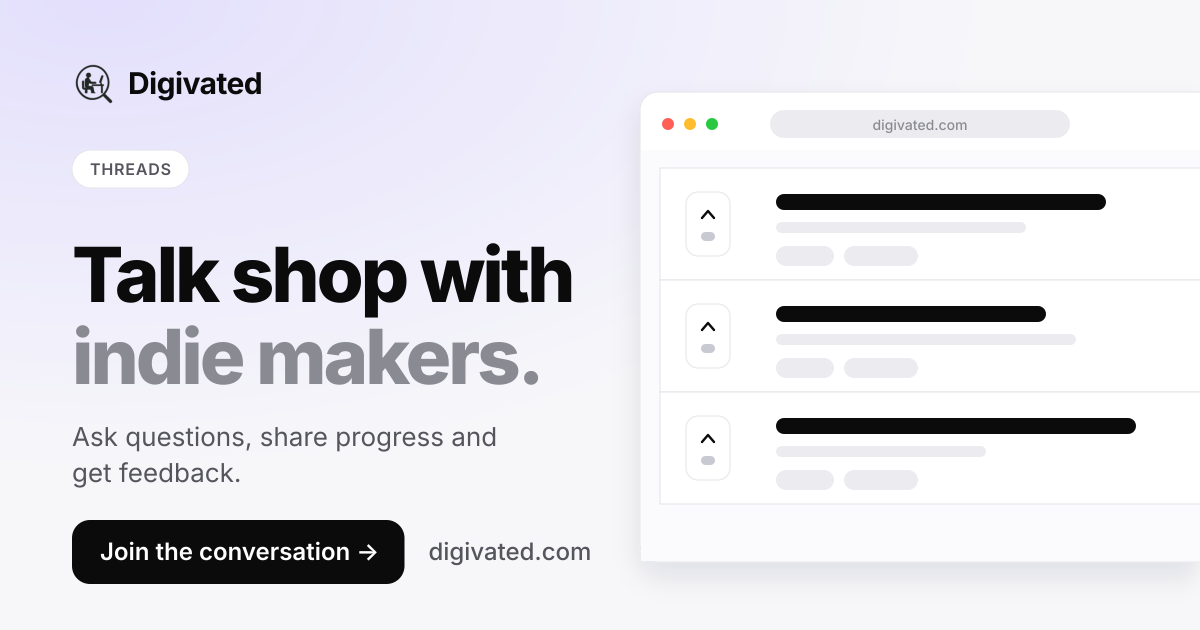 Digivated
THREADS
Talk shop with
indie makers.
Ask questions, share progress and
get feedback.
Join the conversation →
digivated.com
digivated.com